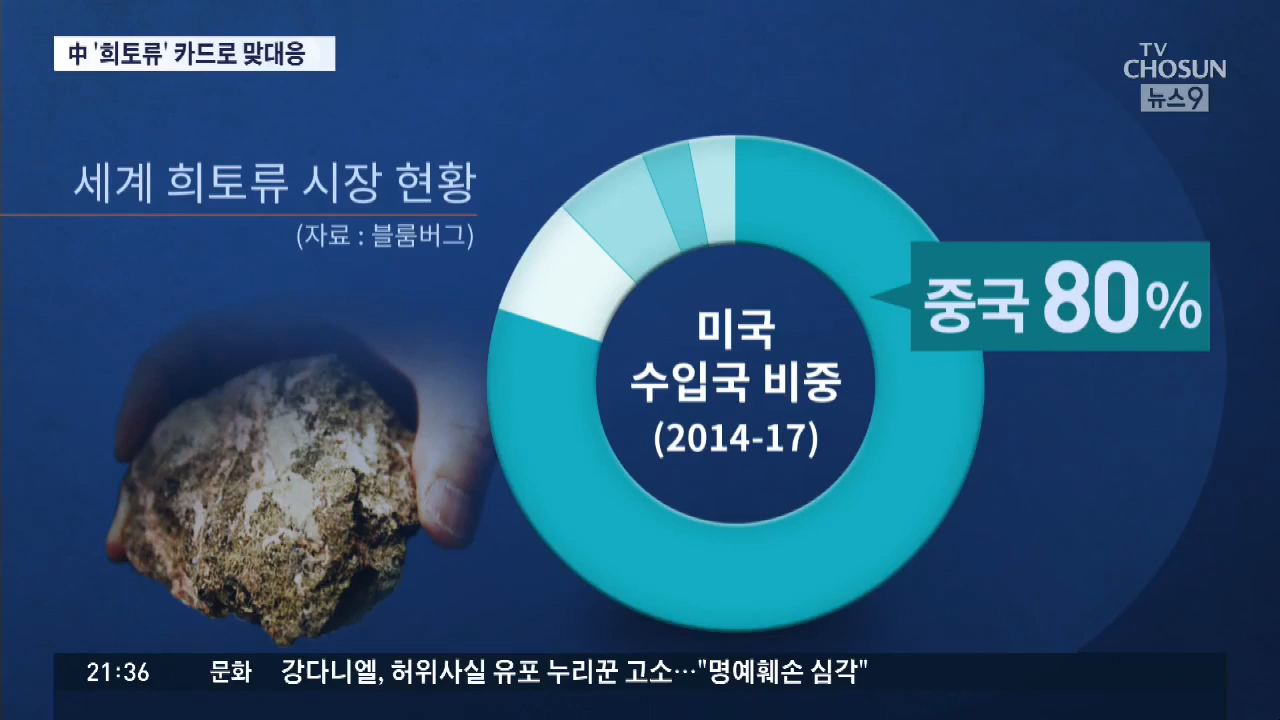 中 '희토류' 카드로 맞대응
TV
CHOSUN
뉴스9
세계 희토류 시장 현황
(자료 : 블룸버그)
중국 80%
미국
수입국 비중
(2014-17)
21:36 문화 강다니엘, 허위사실 유포 누리꾼 고소…"명예훼손 심각"